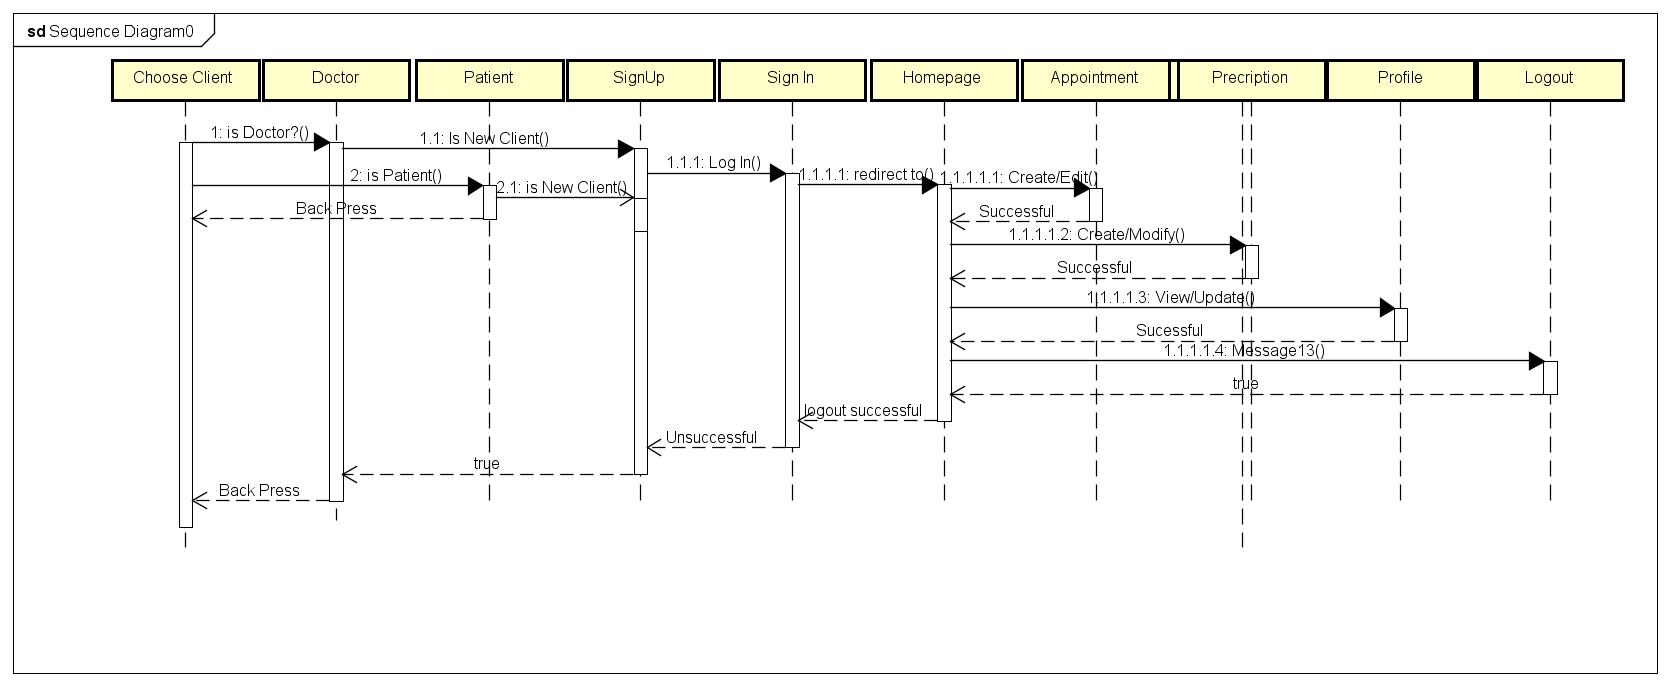 sd Sequence Diagram0
Choose Client
Doctor
Patient
SignUp
Sign In
Homepage
Appointment
Precription
Profile
Logout
1: is Doctor?()
1.1: Is New Client()
1.1.1: Log In()
1.1.1.1: redirect to()
1.1.1.1.1: Create/Edit()
2: is Patient()
2.1: is New Client()
Back Press
Successful
1.1.1.1.2: Create/Modify()
Successful
1.1.1.1.3: View/Update()
Sucessful
1.1.1.1.4: Message13()
true
logout successful
Unsuccessful
true
Back Press